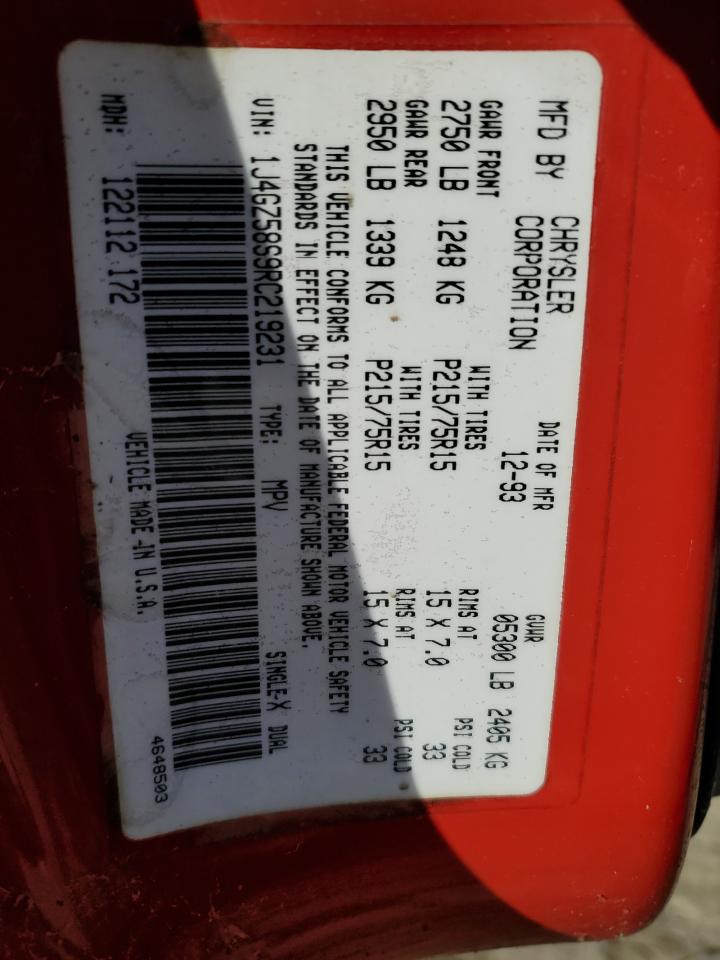 MFD BY CHRYSLER DATE OF MFR GVWR
CORPORATION 12-93 05300 LB 2405 KG
GAWR FRONT WITH TIRES RIMS AT PSI COLD
2750 LB 1248 KG P215/75R15 15 X 7.0 33
GAWR REAR WITH TIRES RIMS AT PSI COLD
2950 LB 1339 KG P215/75R15 15 X 7.0 33
THIS VEHICLE CONFORMS TO ALL APPLICABLE FEDERAL MOTOR VEHICLE SAFETY
STANDARDS IN EFFECT ON THE DATE OF MANUFACTURE SHOWN ABOVE.
VIN: 1J4GZ58S9RC219231 TYPE: MPV SINGLE-X DUAL
MDH: 122112 172 VEHICLE MADE IN U.S.A. 4648503